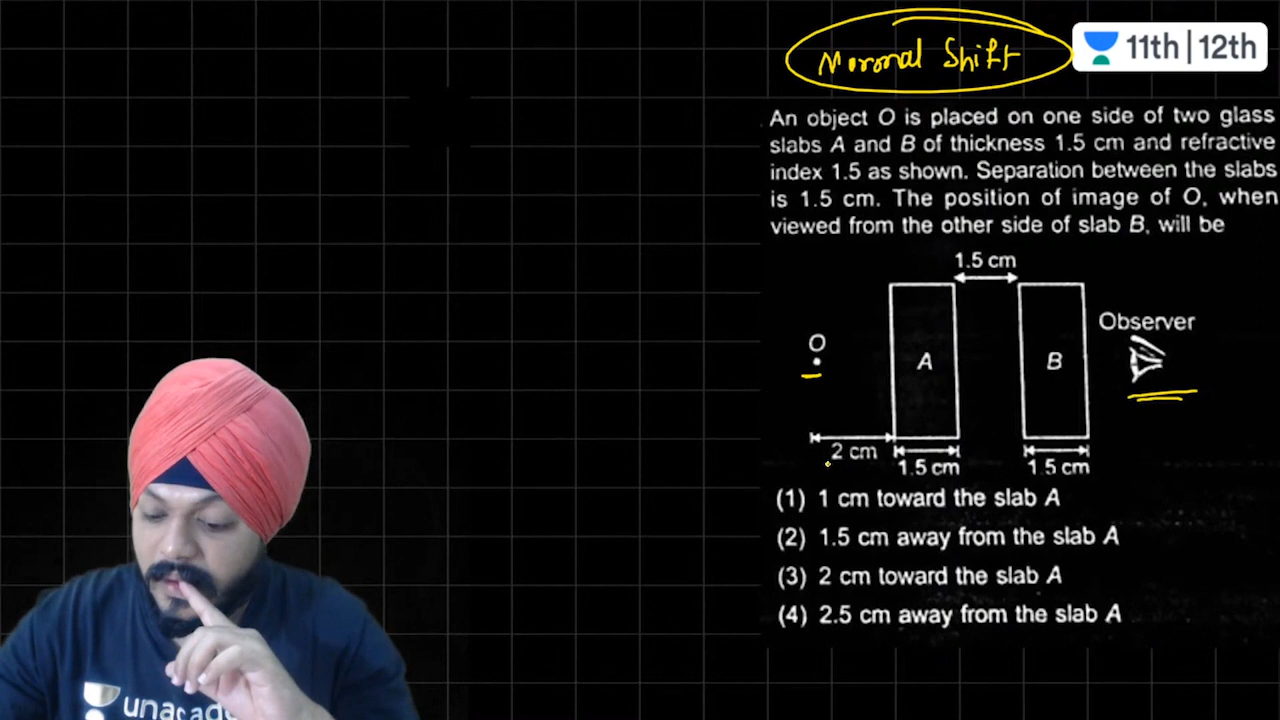 Normal Shift
11th | 12th
An object O is placed on one side of two glass
slabs A and B of thickness 1.5 cm and refractive
index 1.5 as shown. Separation between the slabs
is 1.5 cm. The position of image of O, when
viewed from the other side of slab B, will be
1.5 cm
Observer
O
A
B
2 cm
1.5 cm
1.5 cm
(1) 1 cm toward the slab A
(2) 1.5 cm away from the slab A
(3) 2 cm toward the slab A
(4) 2.5 cm away from the slab A
unacade